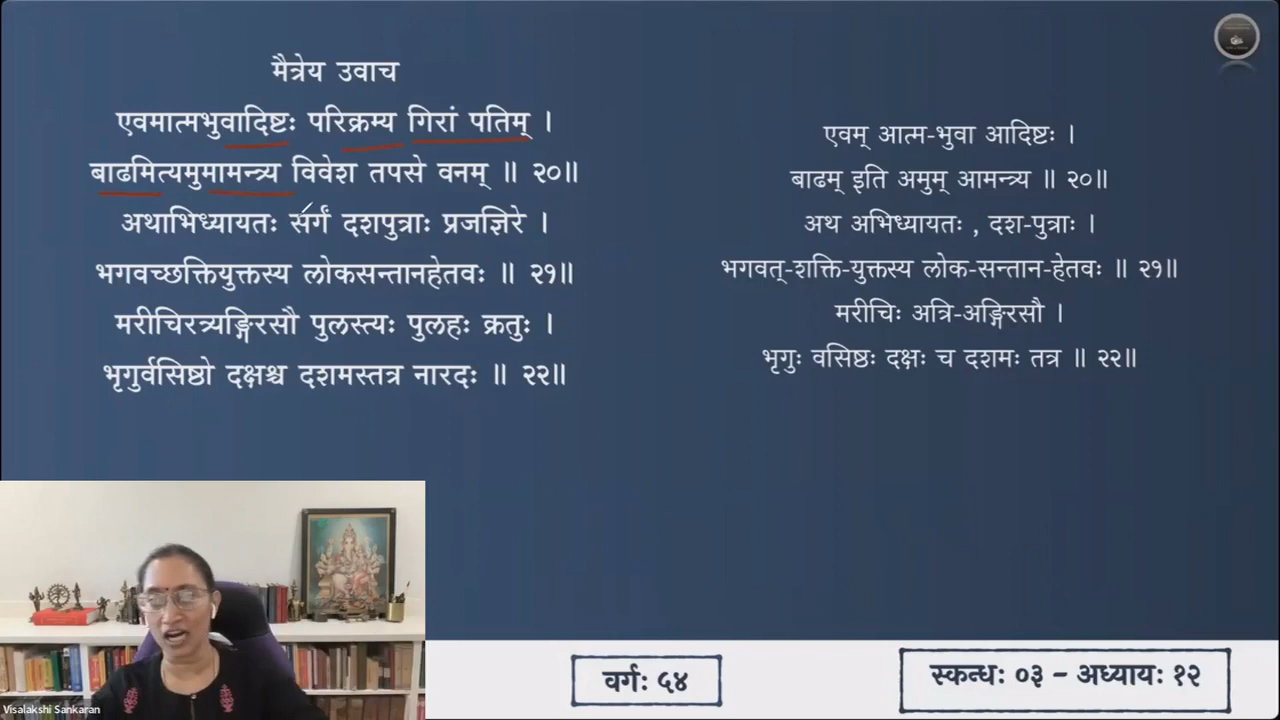 मैत्रेय उवाच
एवमात्मभुवादिष्टः परिक्रम्य गिरां पतिम् ।
बाढमित्यमुमामन्त्र्य विवेश तपसे वनम् ॥ २०॥
अथाभिध्यायतः सर्गं दशपुत्राः प्रजज्ञिरे ।
भगवच्छक्तियुक्तस्य लोकसन्तानहेतवः ॥ २१॥
मरीचिरत्र्यङ्गिरसौ पुलस्त्यः पुलहः क्रतुः ।
भृगुर्वसिष्ठो दक्षश्च दशमस्तत्र नारदः ॥ २२॥
एवम् आत्म-भुवा आदिष्टः ।
बाढम् इति अमुम् आमन्त्र्य ॥ २०॥
अथ अभिध्यायतः , दश-पुत्राः ।
भगवत्-शक्ति-युक्तस्य लोक-सन्तान-हेतवः ॥ २१॥
मरीचिः अत्रि-अङ्गिरसौ ।
भृगुः वसिष्ठः दक्षः च दशमः तत्र ॥ २२॥
Visalakshi Sankaran
वर्गः ५४
स्कन्धः ०३ - अध्यायः १२